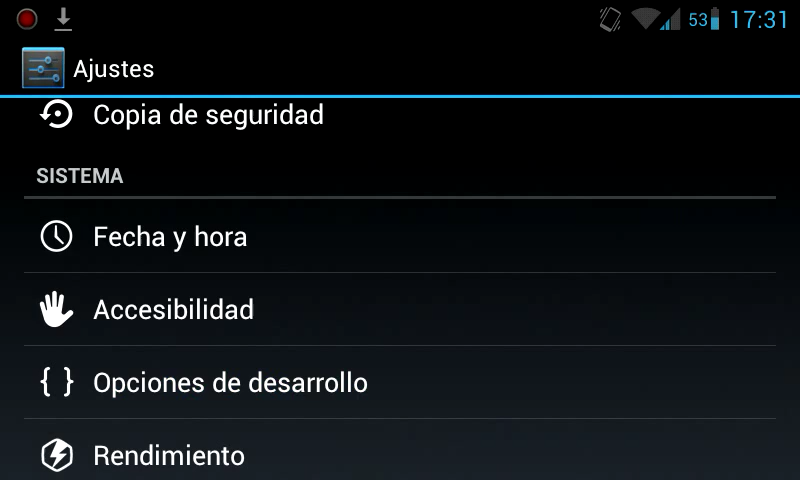 53 17:31
Ajustes
Copia de seguridad
SISTEMA
Fecha y hora
Accesibilidad
Opciones de desarrollo
Rendimiento